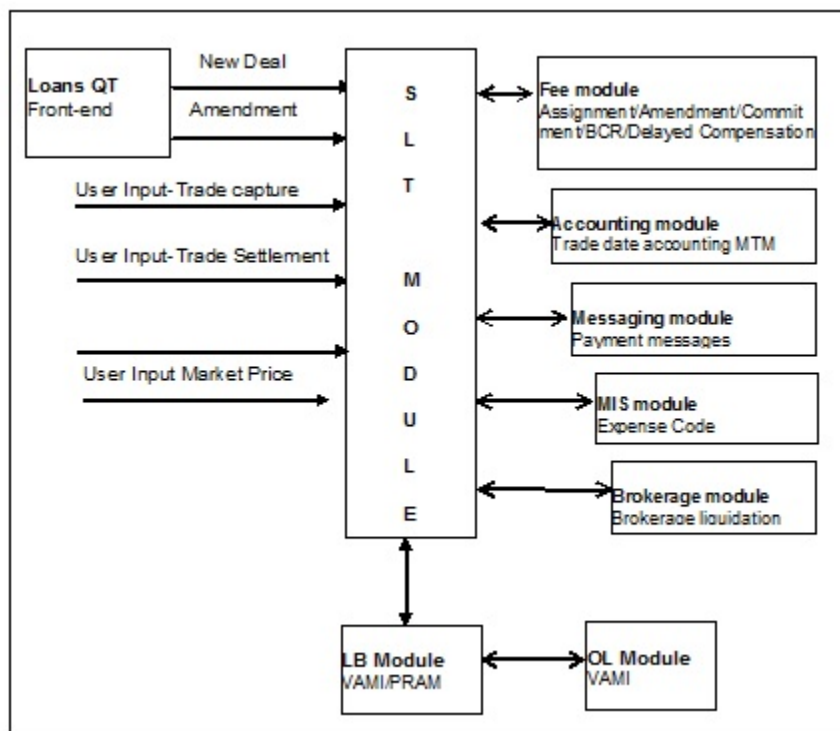 Loans QT
Front-end
New Deal
Amendment
User Input- Trade capture
User Input- Trade Settlement
User Input Market Price
S
L
T
M
O
D
U
L
E
Fee module
Assignment/Amendment/Commit
ment/BCR/Delayed Compensation
Accounting module
Trade date accounting MTM
Messaging module
Payment messages
MIS module
Expense Code
Brokerage module
Brokerage liquidation
LB Module
VAMI/PRAM
OL Module
VAMI